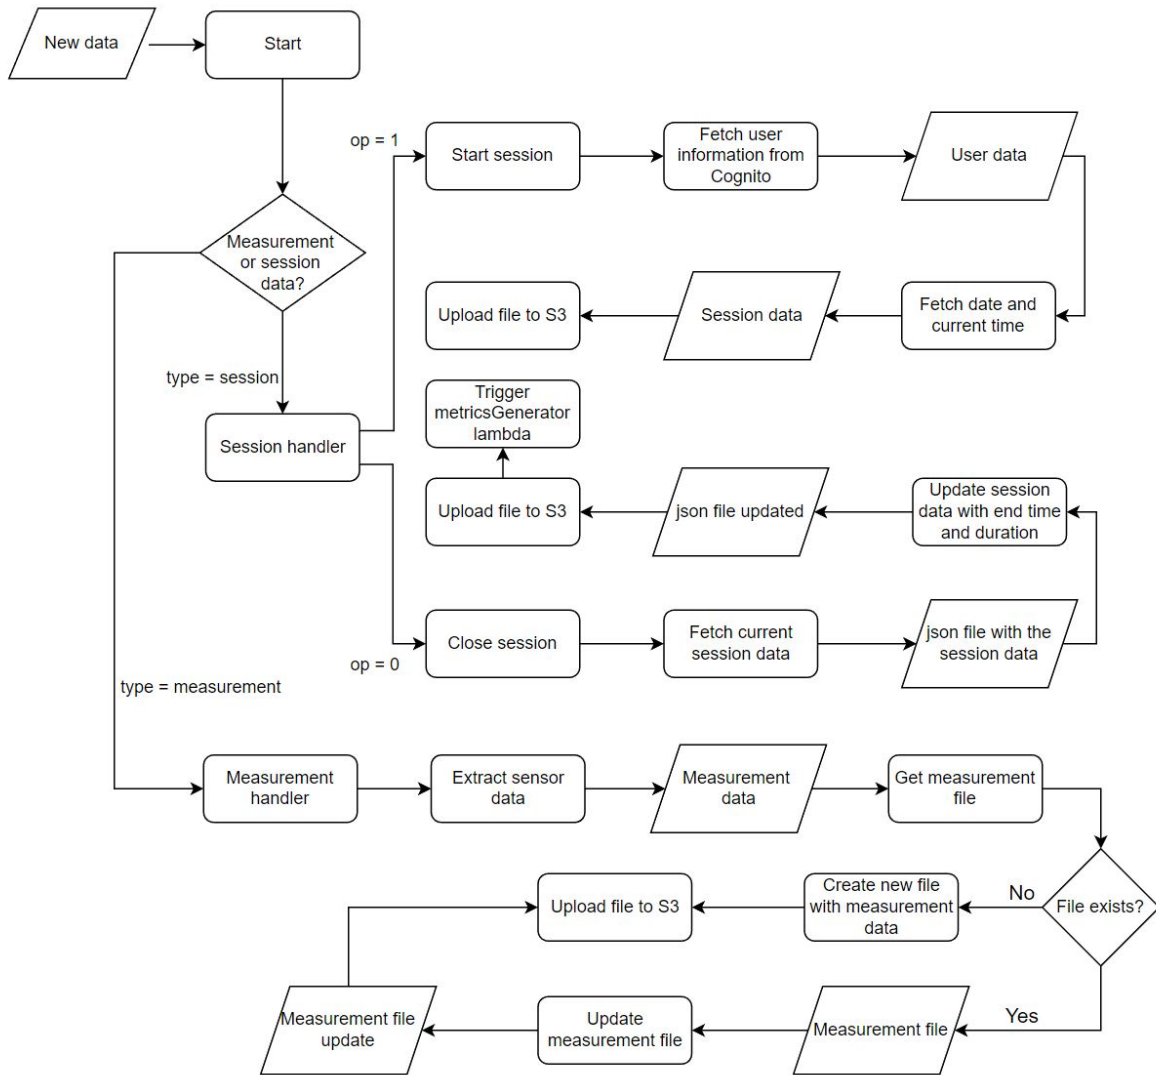 New data
Start
op = 1
Start session
Fetch user
information from
Cognito
User data
Measurement
or session
data?
Upload file to S3
Session data
Fetch date and
current time
type = session
Trigger
metricsGenerator
lambda
Session handler
Upload file to S3
json file updated
Update session
data with end time
and duration
Close session
Fetch current
session data
json file with the
session data
op = 0
type = measurement
Measurement
handler
Extract sensor
data
Measurement
data
Get measurement
file
Upload file to S3
Create new file
with measurement
data
No
File exists?
Measurement file
update
Update
measurement file
Measurement file
Yes